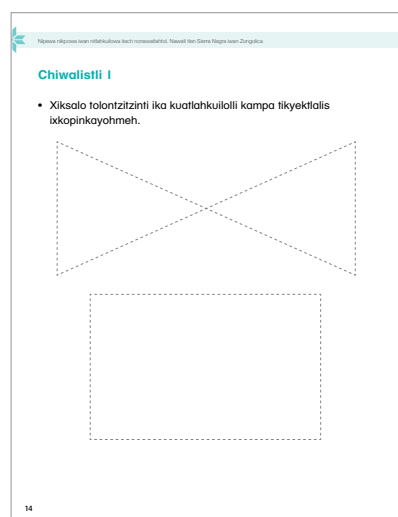 Nipewa nikpowa iwan nitlahkuilowa itech nonawatlahtol. Nawatl tlen Sierra Negra iwan Zongolica
Chiwalistli 1
• Xiksalo tolontzitzinti ika kuatlahkuilolli kampa tikyektlalis
ixkopinkayohmeh.
14